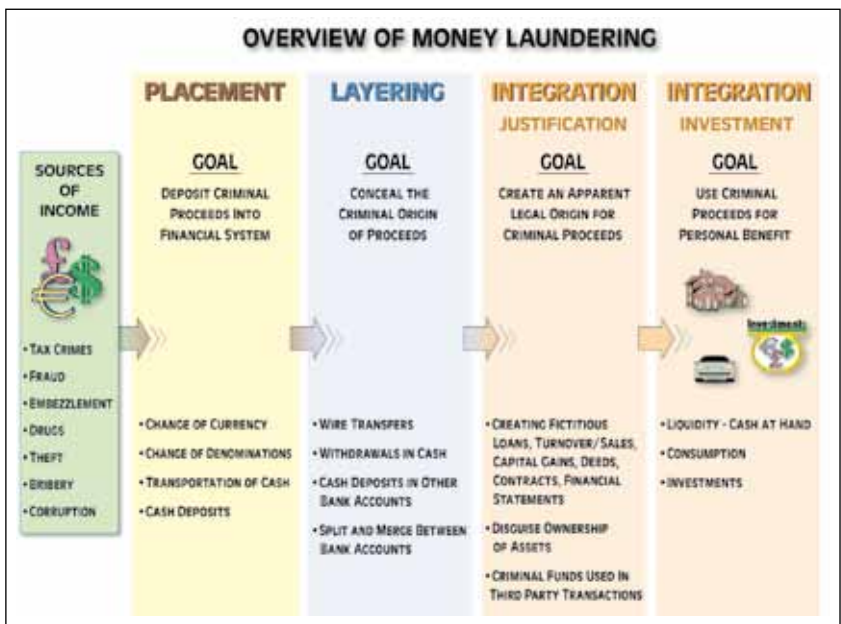 OVERVIEW OF MONEY LAUNDERING
SOURCES
OF
INCOME
• TAX CRIMES
• FRAUD
• EMBEZZLEMENT
• DRUGS
• THEFT
• BRIBERY
• CORRUPTION
PLACEMENT
GOAL
DEPOSIT CRIMINAL
PROCEEDS INTO
FINANCIAL SYSTEM
• CHANGE OF CURRENCY
• CHANGE OF DENOMINATIONS
• TRANSPORTATION OF CASH
• CASH DEPOSITS
LAYERING
GOAL
CONCEAL THE
CRIMINAL ORIGIN
OF PROCEEDS
• WIRE TRANSFERS
• WITHDRAWALS IN CASH
• CASH DEPOSITS IN OTHER
BANK ACCOUNTS
• SPLIT AND MERGE BETWEEN
BANK ACCOUNTS
INTEGRATION
JUSTIFICATION
GOAL
CREATE AN APPARENT
LEGAL ORIGIN FOR
CRIMINAL PROCEEDS
• CREATING FICTITIOUS
LOANS, TURNOVER/SALES,
CAPITAL GAINS, DEEDS,
CONTRACTS, FINANCIAL
STATEMENTS
• DISGUISE OWNERSHIP
OF ASSETS
• CRIMINAL FUNDS USED IN
THIRD PARTY TRANSACTIONS
INTEGRATION
INVESTMENT
GOAL
USE CRIMINAL
PROCEEDS FOR
PERSONAL BENEFIT
Investments
• LIQUIDITY - CASH AT HAND
• CONSUMPTION
• INVESTMENTS